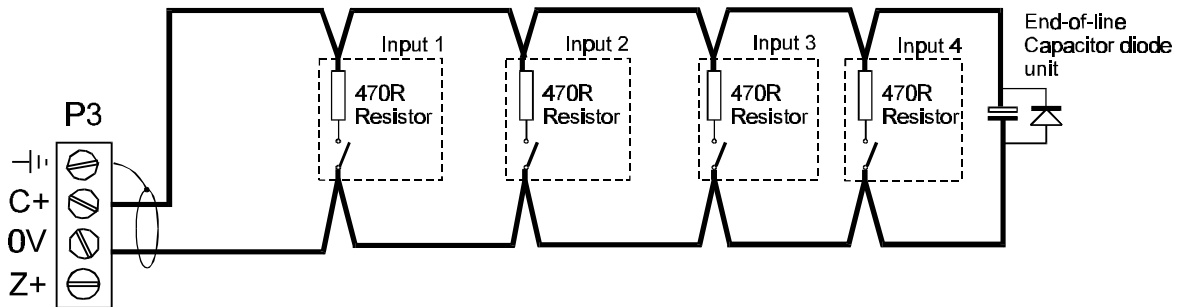 End-of-line
Capacitor diode
unit
Input 1
Input 2
Input 3
Input 4
470R
Resistor
470R
Resistor
470R
Resistor
470R
Resistor
P3
C+
0V
Z+